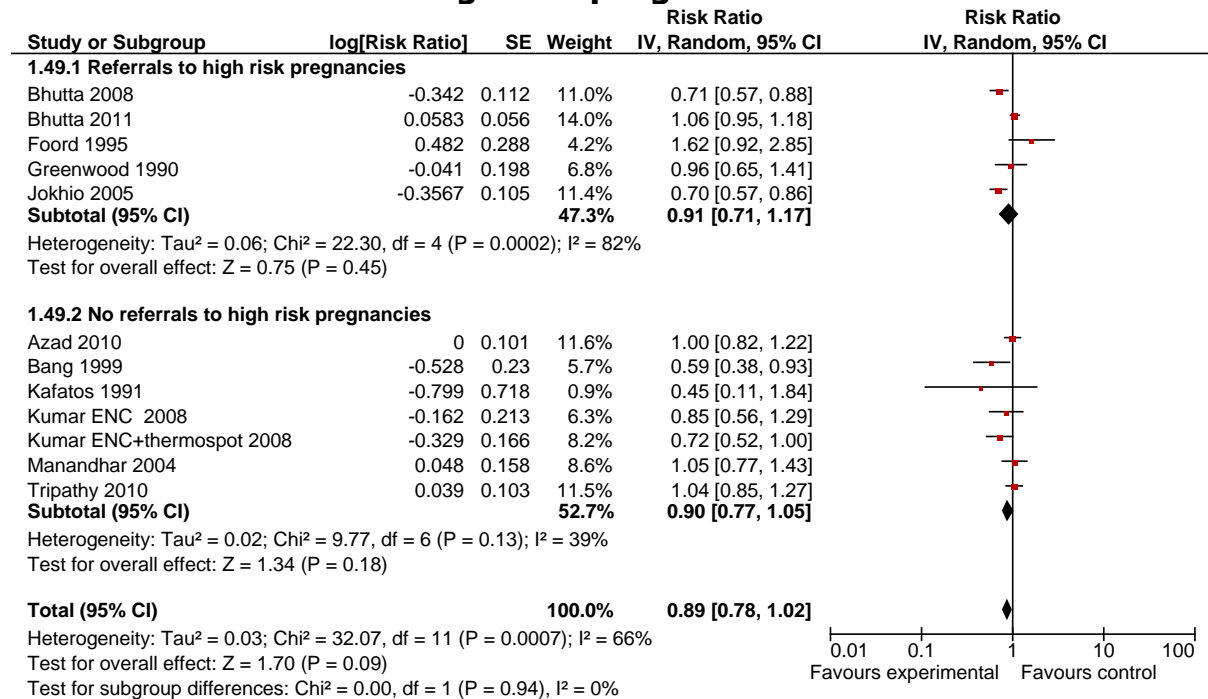 Risk Ratio Risk Ratio
Study or Subgroup log[Risk Ratio] SE Weight IV, Random, 95% CI IV, Random, 95% CI
1.49.1 Referrals to high risk pregnancies
Bhutta 2008 -0.342 0.112 11.0% 0.71 [0.57, 0.88]
Bhutta 2011 0.0583 0.056 14.0% 1.06 [0.95, 1.18]
Foord 1995 0.482 0.288 4.2% 1.62 [0.92, 2.85]
Greenwood 1990 -0.041 0.198 6.8% 0.96 [0.65, 1.41]
Jokhio 2005 -0.3567 0.105 11.4% 0.70 [0.57, 0.86]
Subtotal (95% CI) 47.3% 0.91 [0.71, 1.17]
Heterogeneity: Tau² = 0.06; Chi² = 22.30, df = 4 (P = 0.0002); I² = 82%
Test for overall effect: Z = 0.75 (P = 0.45)
1.49.2 No referrals to high risk pregnancies
Azad 2010 0 0.101 11.6% 1.00 [0.82, 1.22]
Bang 1999 -0.528 0.23 5.7% 0.59 [0.38, 0.93]
Kafatos 1991 -0.799 0.718 0.9% 0.45 [0.11, 1.84]
Kumar ENC 2008 -0.162 0.213 6.3% 0.85 [0.56, 1.29]
Kumar ENC+thermospot 2008 -0.329 0.166 8.2% 0.72 [0.52, 1.00]
Manandhar 2004 0.048 0.158 8.6% 1.05 [0.77, 1.43]
Tripathy 2010 0.039 0.103 11.5% 1.04 [0.85, 1.27]
Subtotal (95% CI) 52.7% 0.90 [0.77, 1.05]
Heterogeneity: Tau² = 0.02; Chi² = 9.77, df = 6 (P = 0.13); I² = 39%
Test for overall effect: Z = 1.34 (P = 0.18)
Total (95% CI) 100.0% 0.89 [0.78, 1.02]
Heterogeneity: Tau² = 0.03; Chi² = 32.07, df = 11 (P = 0.0007); I² = 66%
Test for overall effect: Z = 1.70 (P = 0.09)
Test for subgroup differences: Chi² = 0.00, df = 1 (P = 0.94), I² = 0%
0.01 0.1 1 10 100
Favours experimental Favours control